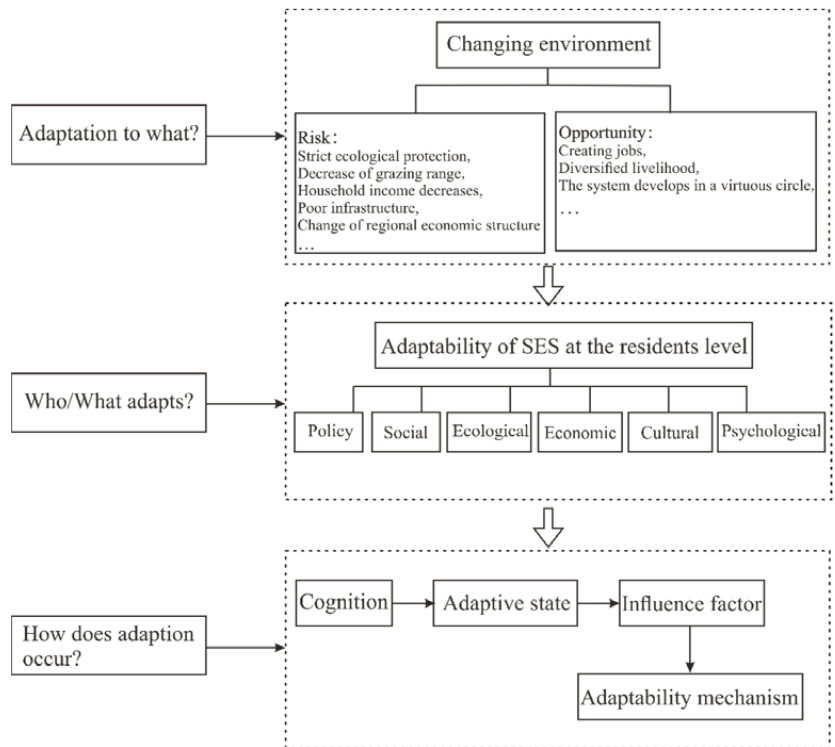 Changing environment
Adaptation to what?
Risk:
Strict ecological protection,
Decrease of grazing range,
Household income decreases,
Poor infrastructure,
Change of regional economic structure
...
Opportunity:
Creating jobs,
Diversified livelihood,
The system develops in a virtuous circle,
...
Adaptability of SES at the residents level
Who/What adapts?
Policy
Social
Ecological
Economic
Cultural
Psychological
Cognition
Adaptive state
Influence factor
How does adaption
occur?
Adaptability mechanism